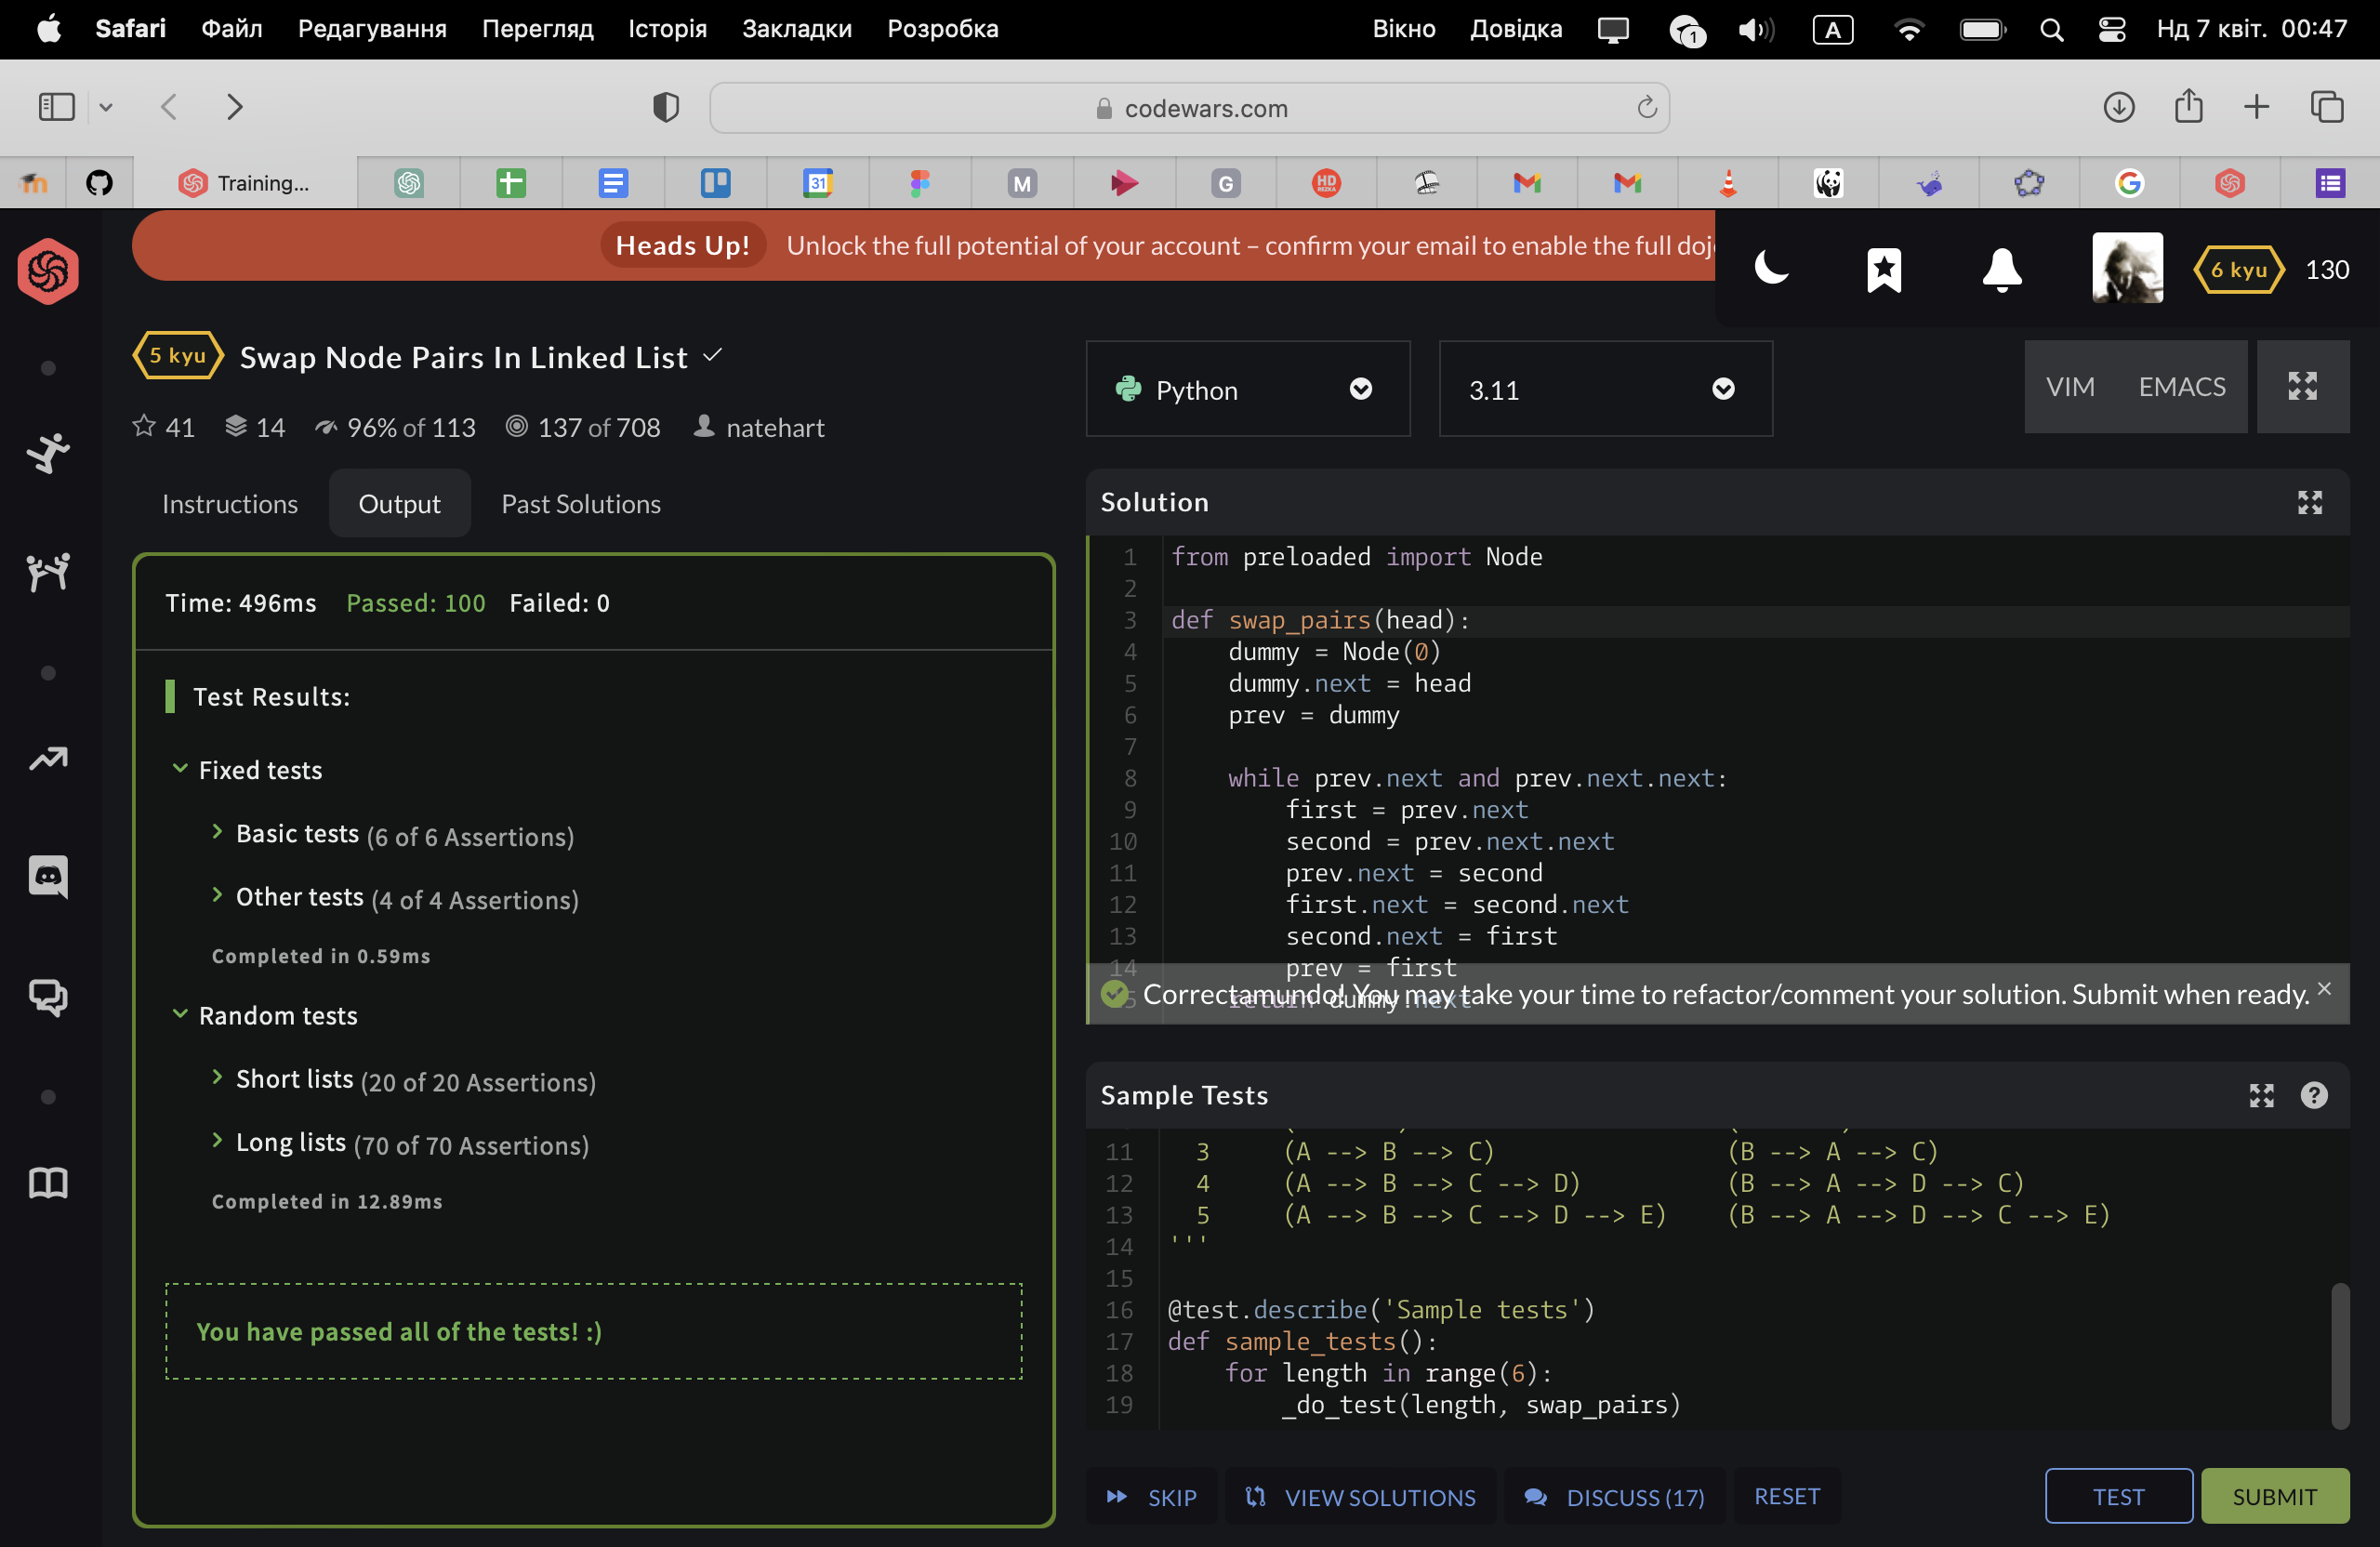 Safari Файл Редагування Перегляд Історія Закладки Розробка Вікно Довідка 1 A Нд 7 квіт. 00:47
codewars.com
Training... 31 M G HD REZKA
Heads Up! Unlock the full potential of your account – confirm your email to enable the full doj
6 kyu 130
5 kyu Swap Node Pairs In Linked List
41 14 96% of 113 137 of 708 natehart
Python 3.11 VIM EMACS
Instructions Output Past Solutions
Time: 496ms Passed: 100 Failed: 0
Test Results:
Fixed tests
Basic tests (6 of 6 Assertions)
Other tests (4 of 4 Assertions)
Completed in 0.59ms
Random tests
Short lists (20 of 20 Assertions)
Long lists (70 of 70 Assertions)
Completed in 12.89ms
You have passed all of the tests! :)
Solution
1 from preloaded import Node
2
3 def swap_pairs(head):
4     dummy = Node(0)
5     dummy.next = head
6     prev = dummy
7
8     while prev.next and prev.next.next:
9         first = prev.next
10         second = prev.next.next
11         prev.next = second
12         first.next = second.next
13         second.next = first
14         prev = first
15     return dummy.next
Correctamundo! You may take your time to refactor/comment your solution. Submit when ready. ×
Sample Tests ?
11   3     (A --> B --> C)                (B --> A --> C)
12   4     (A --> B --> C --> D)          (B --> A --> D --> C)
13   5     (A --> B --> C --> D --> E)    (B --> A --> D --> C --> E)
14 '''
15
16 @test.describe('Sample tests')
17 def sample_tests():
18     for length in range(6):
19         _do_test(length, swap_pairs)
SKIP VIEW SOLUTIONS DISCUSS (17) RESET TEST SUBMIT